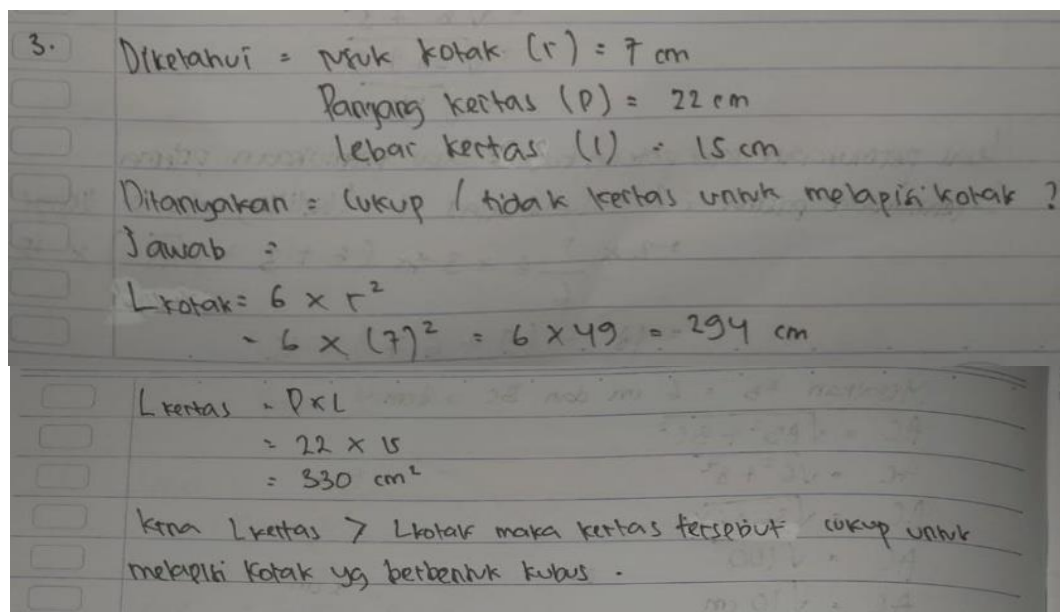 3. Diketahui = rusuk kotak (r) = 7 cm
Panjang kertas (p) = 22 cm
lebar kertas (l) = 15 cm
Ditanyakan = Cukup / tidak kertas untuk melapisi kotak ?
Jawab =
L kotak = 6 × r²
= 6 × (7)² = 6 × 49 = 294 cm
L kertas = P × L
= 22 × 15
= 330 cm²
Krna L kertas > L kotak maka kertas tersebut cukup untuk
melapisi kotak yg berbentuk kubus.